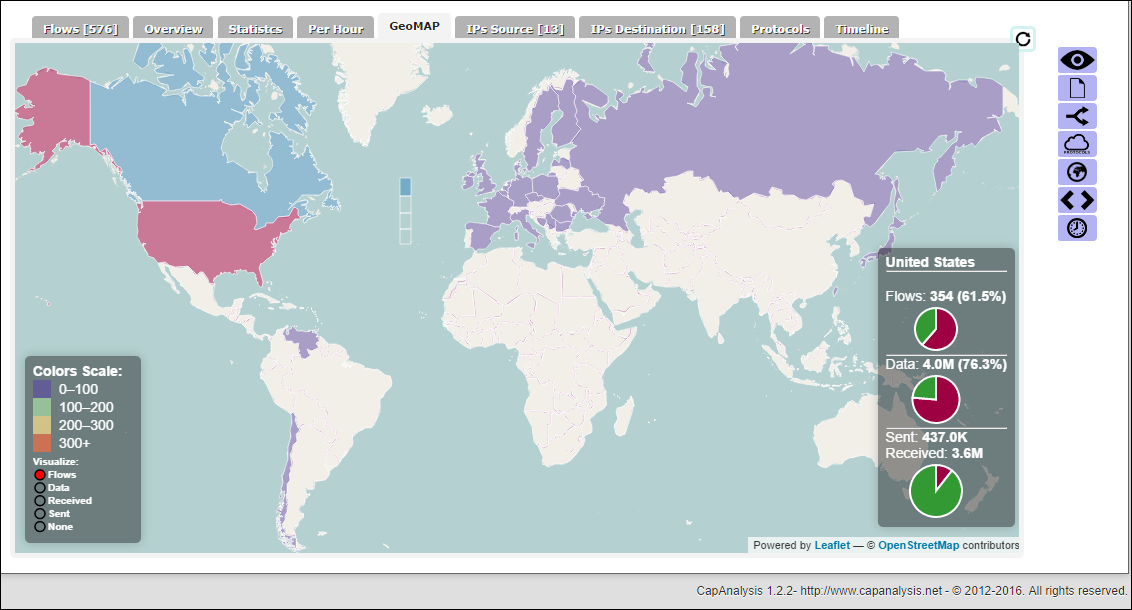 Flows [576] Overview Statistcs Per Hour GeoMAP IPs Source [13] IPs Destination [158] Protocols Timeline
PROTOCOLS
United States
Flows: 354 (61.5%)
Data: 4.0M (76.3%)
Sent: 437.0K
Received: 3.6M
Colors Scale:
0–100
100–200
200–300
300+
Visualize:
Flows
Data
Received
Sent
None
Powered by Leaflet — © OpenStreetMap contributors
CapAnalysis 1.2.2- http://www.capanalysis.net - © 2012-2016. All rights reserved.